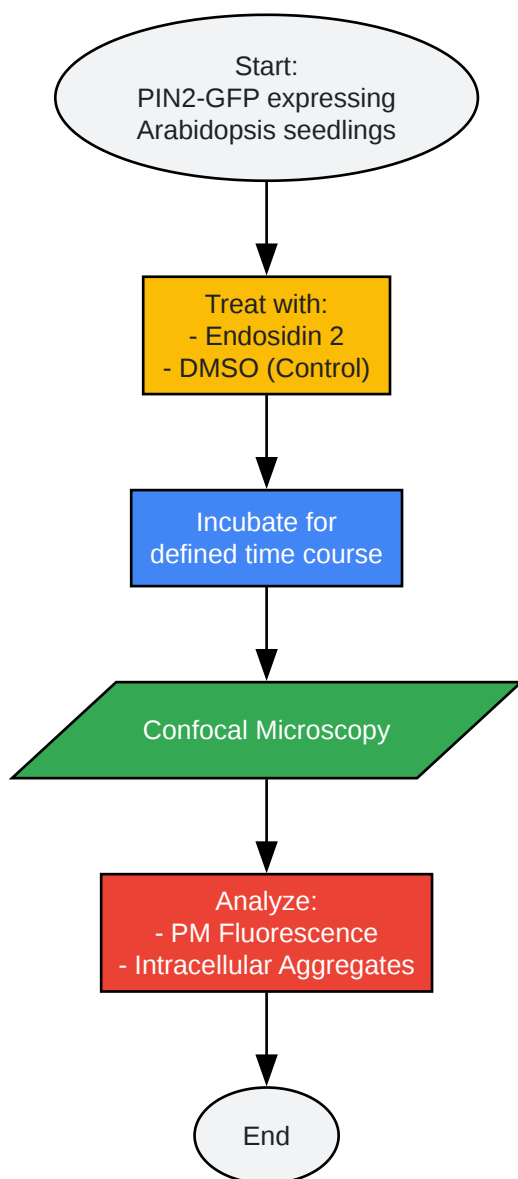 Start:
PIN2-GFP expressing
Arabidopsis seedlings
Treat with:
- Endosidin 2
- DMSO (Control)
Incubate for
defined time course
Confocal Microscopy
Analyze:
- PM Fluorescence
- Intracellular Aggregates
End